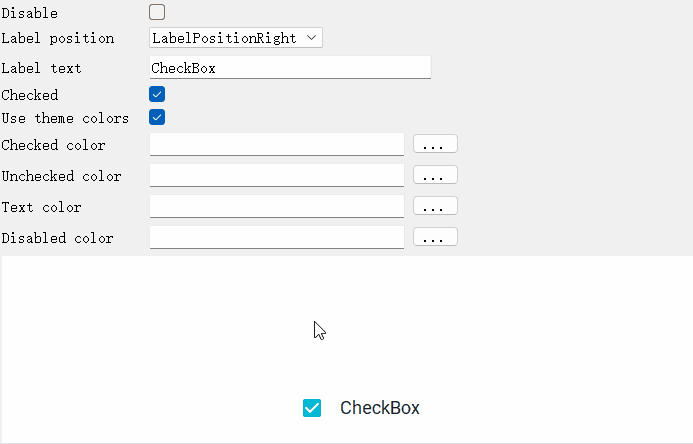 Disable
Label position LabelPositionRight
Label text CheckBox
Checked
Use theme colors
Checked color ...
Unchecked color ...
Text color ...
Disabled color ...
CheckBox